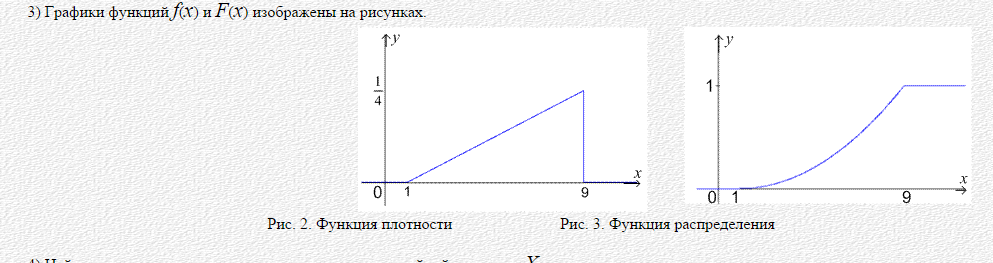 3) Графики функций f(x) и F(x) изображены на рисунках.
y
1
4
0
1
9
x
y
1
0
1
9
x
Рис. 2. Функция плотности
Рис. 3. Функция распределения